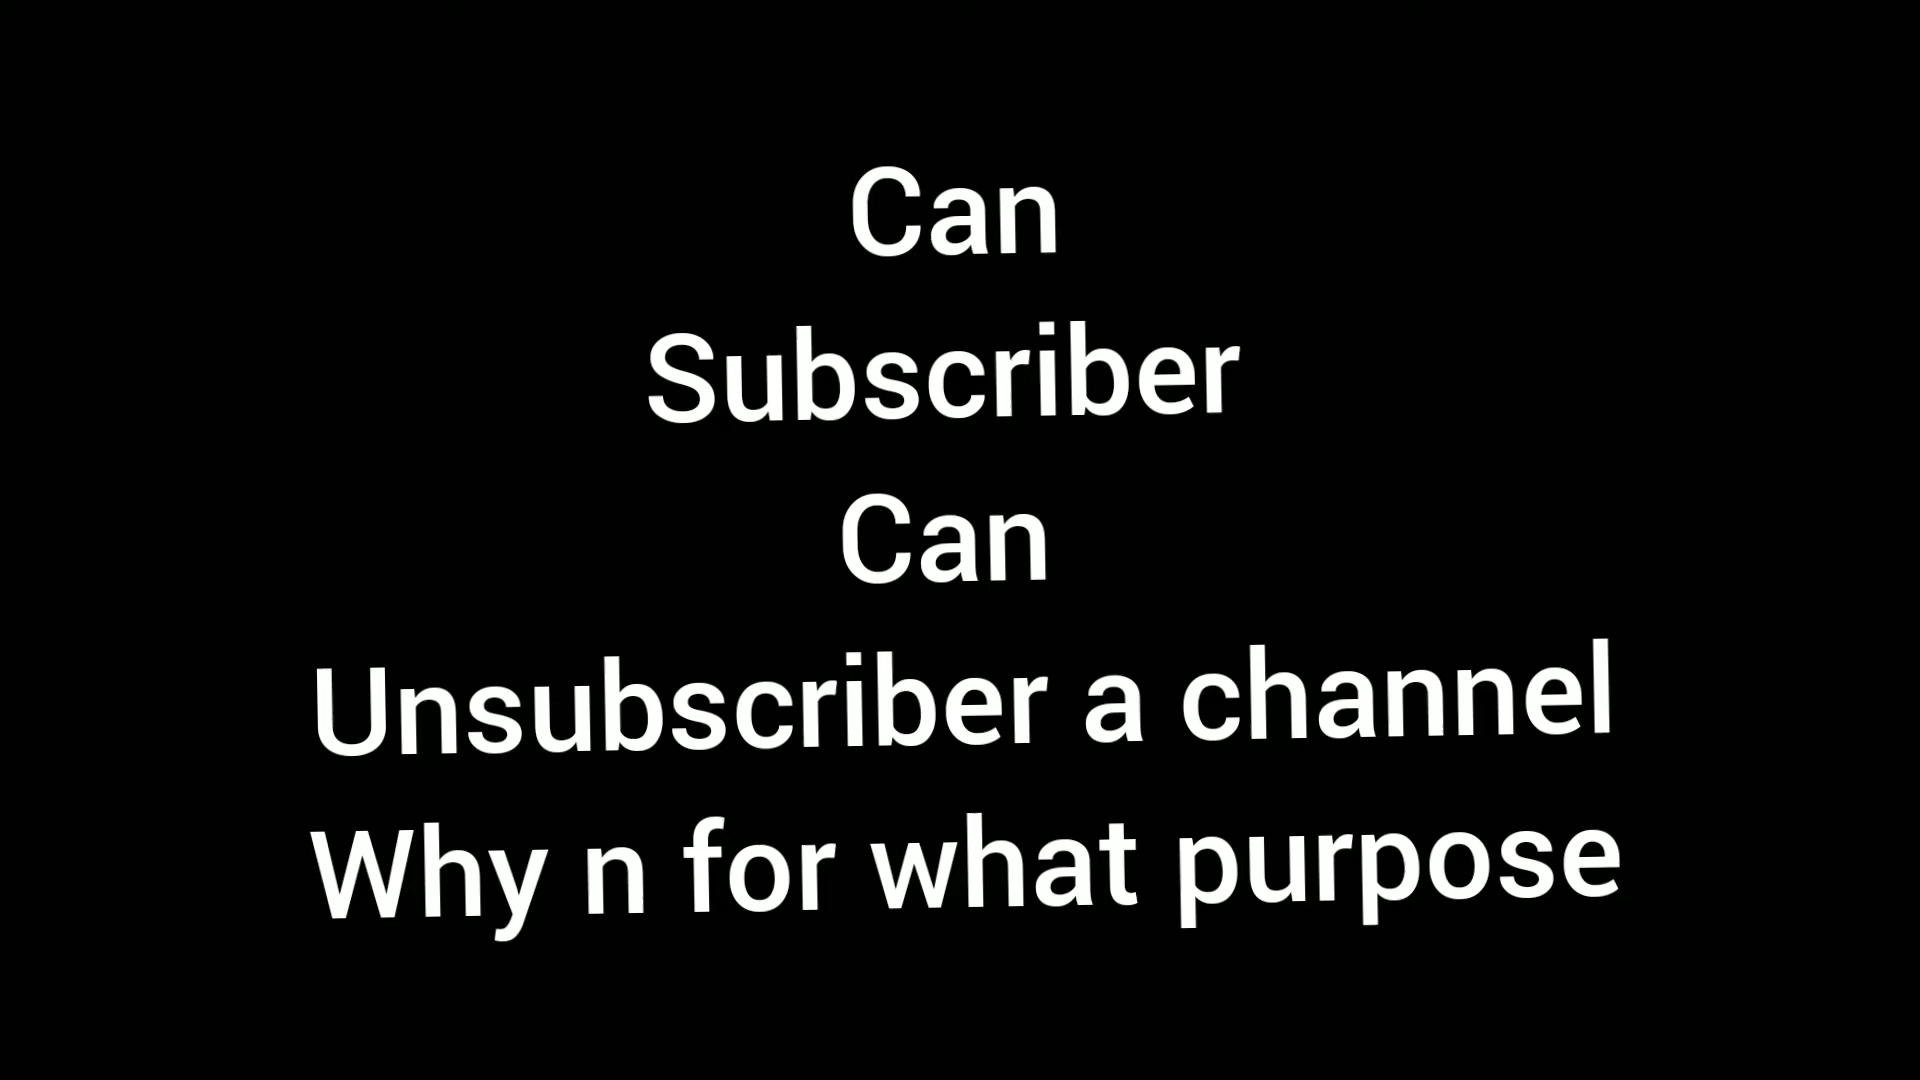 Can
Subscriber
Can
Unsubscriber a channel
Why n for what purpose